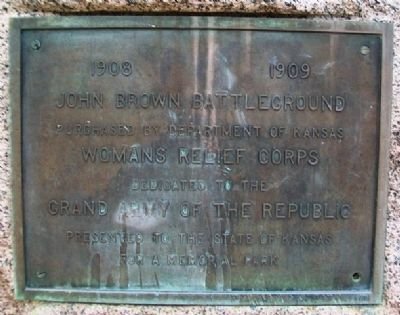 1908 1909
JOHN BROWN BATTLEGROUND
PURCHASED BY DEPARTMENT OF KANSAS
WOMANS RELIEF CORPS
DEDICATED TO THE
GRAND ARMY OF THE REPUBLIC
PRESENTED TO THE STATE OF KANSAS
FOR A MEMORIAL PARK